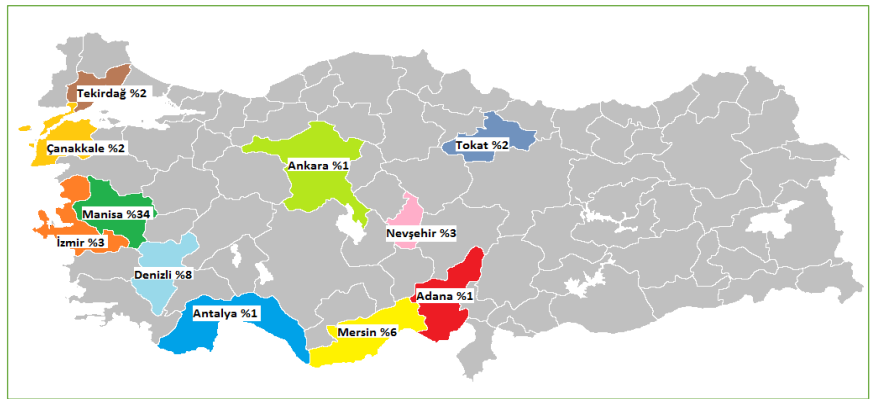 Tekirdağ %2
Çanakkale %2
Ankara %1
Tokat %2
Manisa %34
İzmir %3
Nevşehir %3
Denizli %8
Adana %1
Antalya %1
Mersin %6